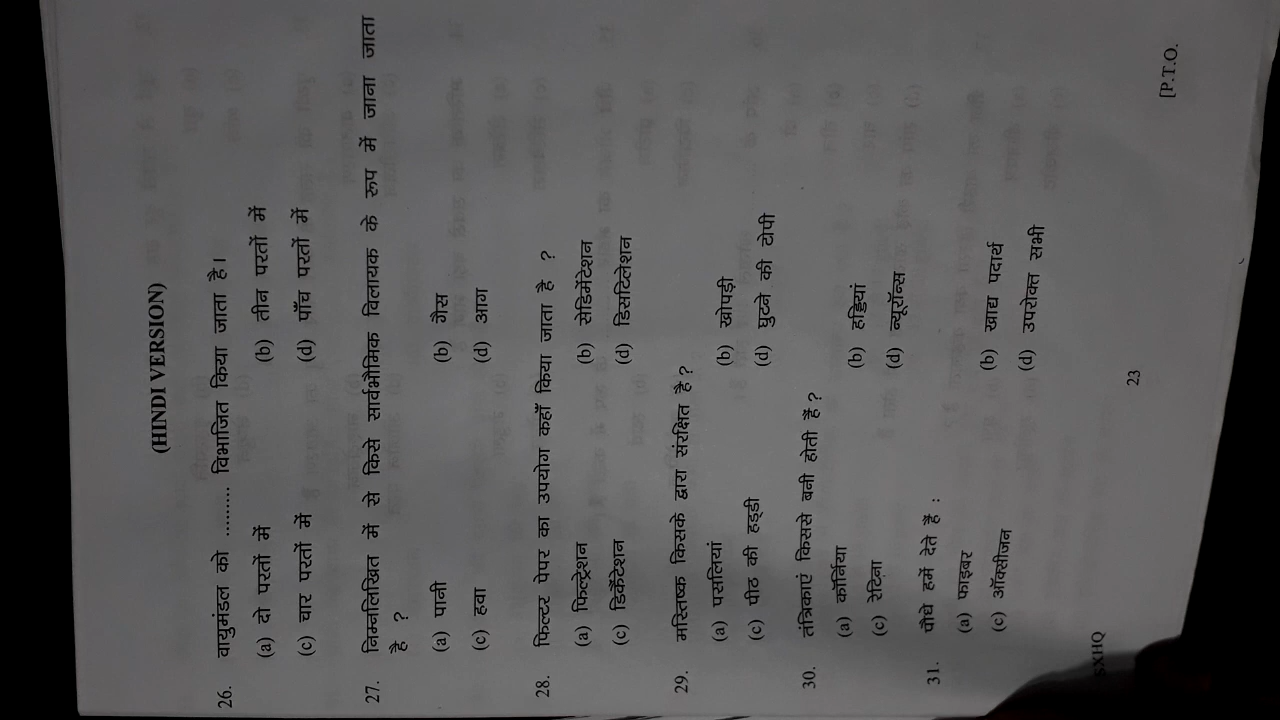 (HINDI VERSION)
26. वायुमंडल को ......... विभाजित किया जाता है।
(a) दो परतों में (b) तीन परतों में
(c) चार परतों में (d) पाँच परतों में
27. निम्नलिखित में से किसे सार्वभौमिक विलायक के रूप में जाना जाता
है ?
(a) पानी (b) गैस
(c) हवा (d) आग
28. फिल्टर पेपर का उपयोग कहाँ किया जाता है ?
(a) फिल्ट्रेशन (b) सेडिमेंटेशन
(c) डिकैंटेशन (d) डिसटिलेशन
29. मस्तिष्क किसके द्वारा संरक्षित है ?
(a) पसलियां (b) खोपड़ी
(c) पीठ की हड्डी (d) घुटने की टोपी
30. तंत्रिकाएं किससे बनी होती हैं ?
(a) कॉर्निया (b) हड्डियां
(c) रेटिना (d) न्यूरॉन्स
31. पौधे हमें देते हैं :
(a) फाइबर (b) खाद्य पदार्थ
(c) ऑक्सीजन (d) उपरोक्त सभी
SXHQ 23 [P.T.O.